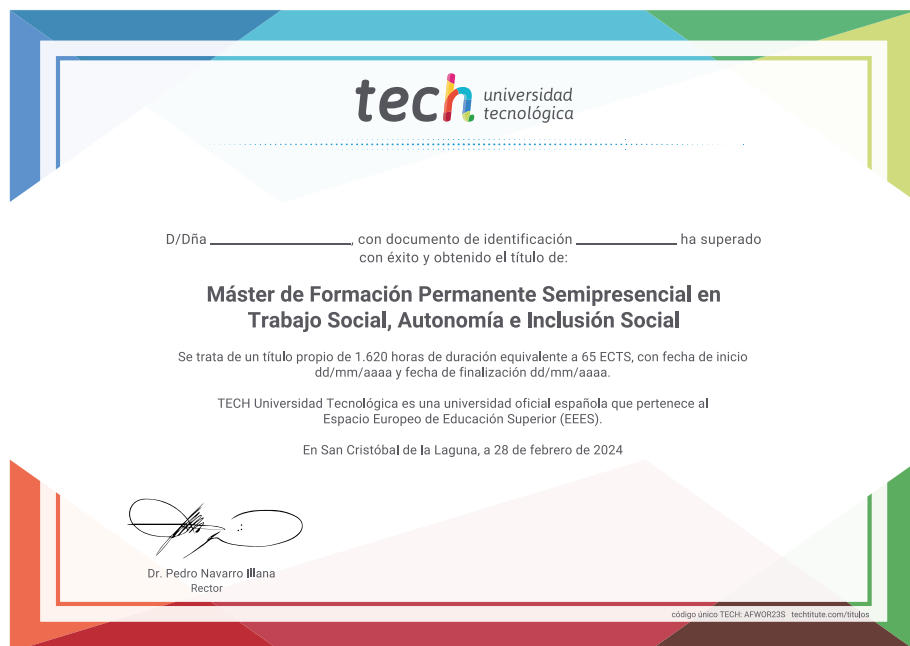 tech universidad
tecnológica
D/Dña ____________________, con documento de identificación ______________ ha superado
con éxito y obtenido el título de:
Máster de Formación Permanente Semipresencial en
Trabajo Social, Autonomía e Inclusión Social
Se trata de un título propio de 1.620 horas de duración equivalente a 65 ECTS, con fecha de inicio
dd/mm/aaaa y fecha de finalización dd/mm/aaaa.
TECH Universidad Tecnológica es una universidad oficial española que pertenece al
Espacio Europeo de Educación Superior (EEES).
En San Cristóbal de la Laguna, a 28 de febrero de 2024
Dr. Pedro Navarro Illana
Rector
código único TECH: AFWOR23S techtitute.com/titulos